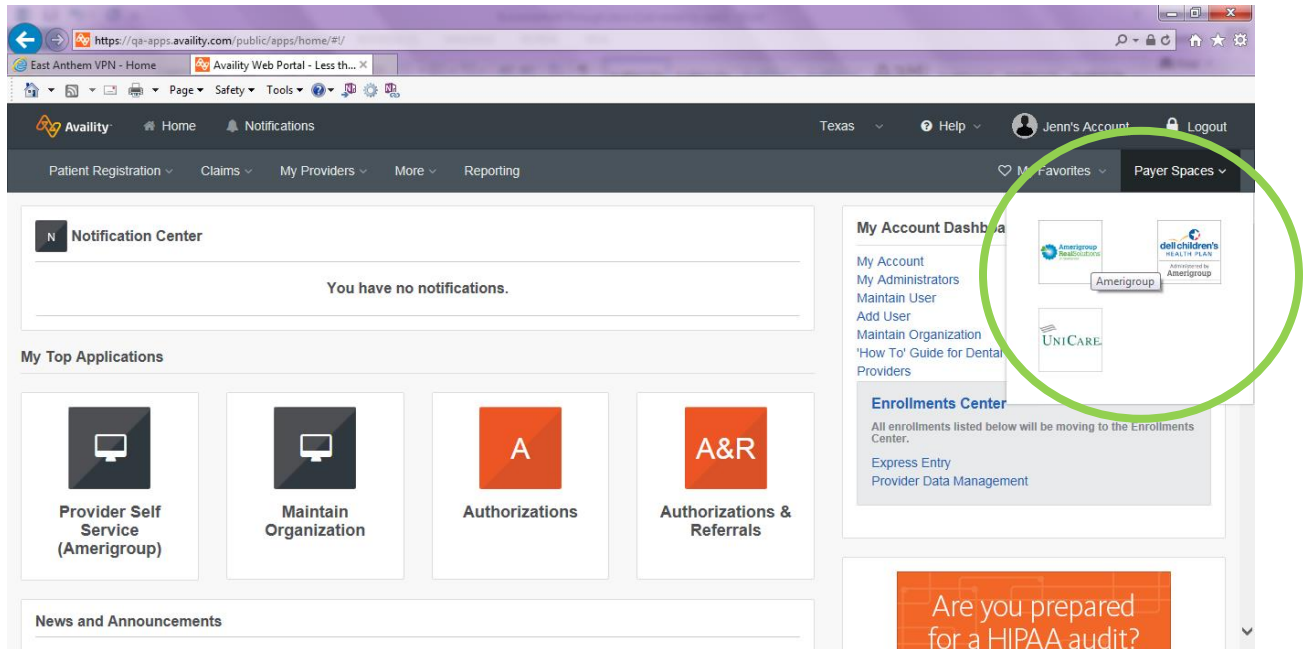 https://qa-apps.availity.com/public/apps/home/#!/
East Anthem VPN - Home
Availity Web Portal - Less th...
Page Safety Tools
Availity Home Notifications Texas Help Jenn's Account Logout
Patient Registration Claims My Providers More Reporting My Favorites Payer Spaces
N Notification Center
You have no notifications.
My Top Applications
Provider Self
Service
(Amerigroup)
Maintain
Organization
A
Authorizations
A&R
Authorizations &
Referrals
News and Announcements
My Account Dashboa
My Account
My Administrators
Maintain User
Add User
Maintain Organization
'How To' Guide for Dental
Providers
Amerigroup
RealSolutions
dell children's
HEALTH PLAN
Administered by
Amerigroup
Amerigroup
UNICARE
Enrollments Center
All enrollments listed below will be moving to the Enrollments
Center.
Express Entry
Provider Data Management
Are you prepared
for a HIPAA audit?